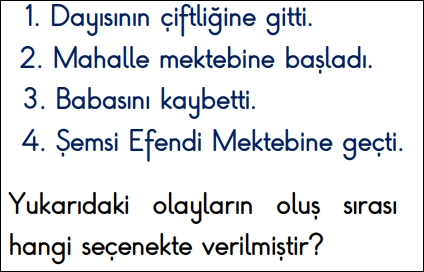 1. Dayısının çiftliğine gitti.
2. Mahalle mektebine başladı.
3. Babasını kaybetti.
4. Şemsi Efendi Mektebine geçti.
Yukarıdaki olayların oluş sırası
hangi seçenekte verilmiştir?